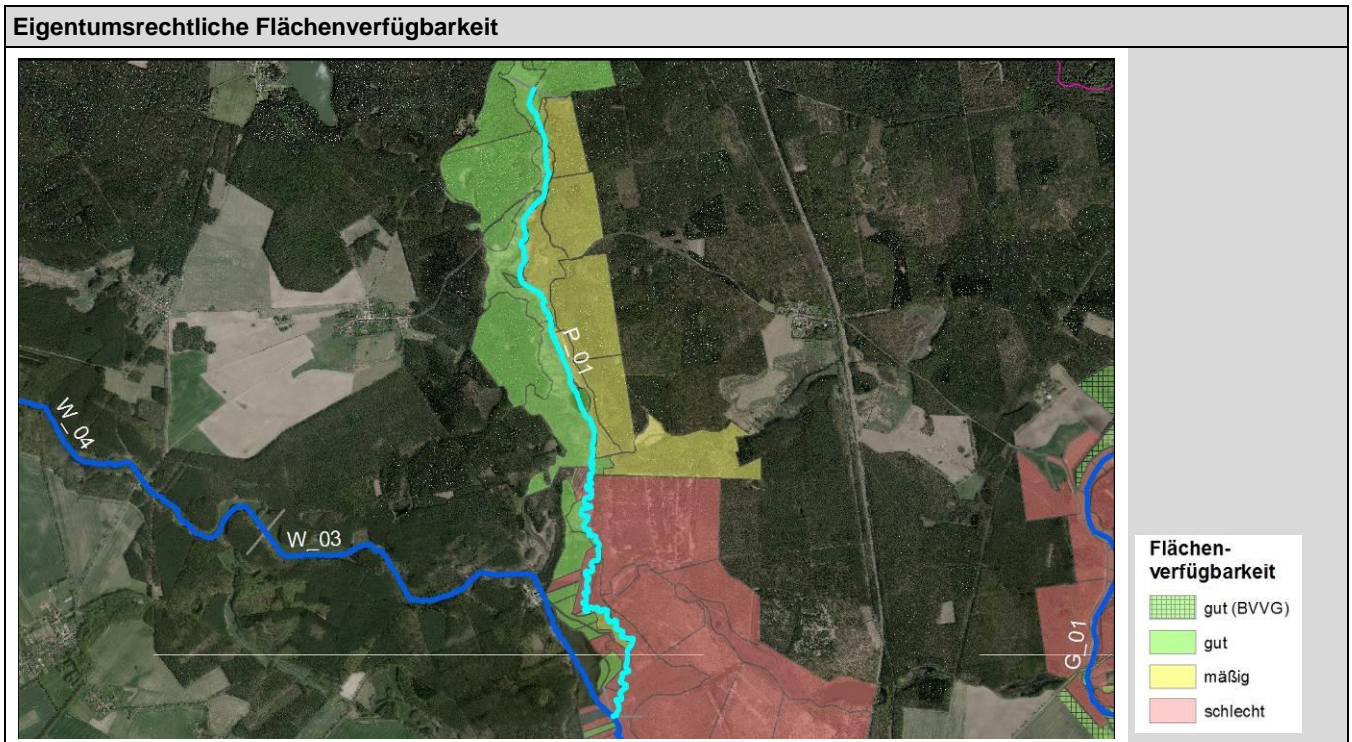 Eigentumsrechtliche Flächenverfügbarkeit
P_01
W_04
W_03
G_01
Flächen-
verfügbarkeit
gut (BVVG)
gut
mäßig
schlecht